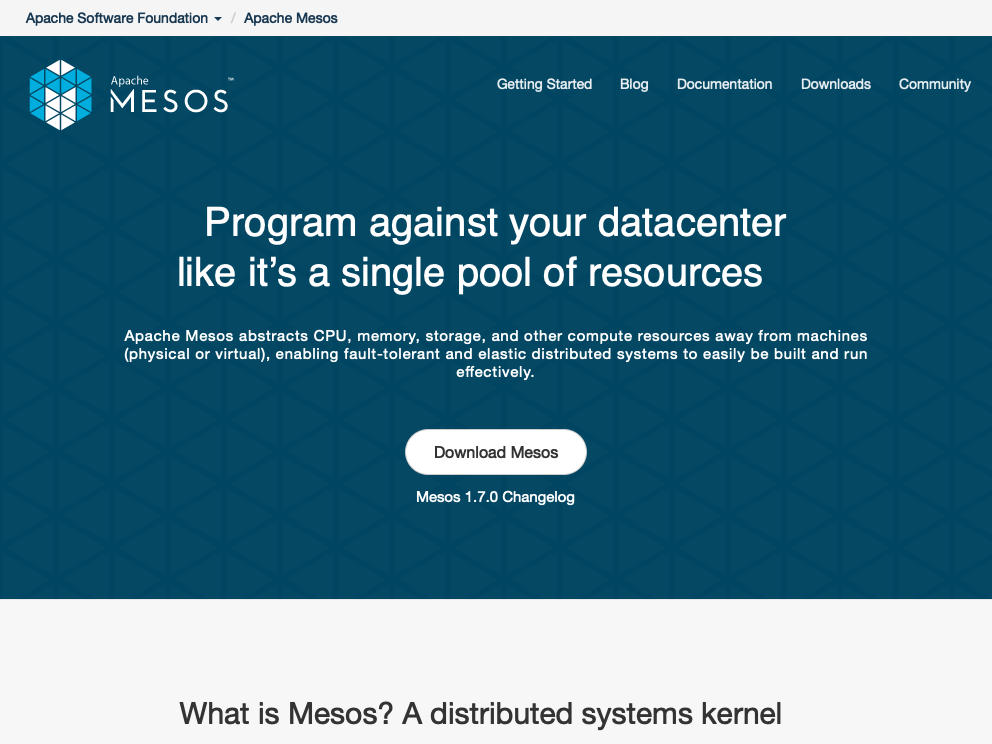 Apache Software Foundation / Apache Mesos
Apache
MESOS™
Getting Started Blog Documentation Downloads Community
Program against your datacenter
like it’s a single pool of resources
Apache Mesos abstracts CPU, memory, storage, and other compute resources away from machines
(physical or virtual), enabling fault-tolerant and elastic distributed systems to easily be built and run
effectively.
Download Mesos
Mesos 1.7.0 Changelog
What is Mesos? A distributed systems kernel